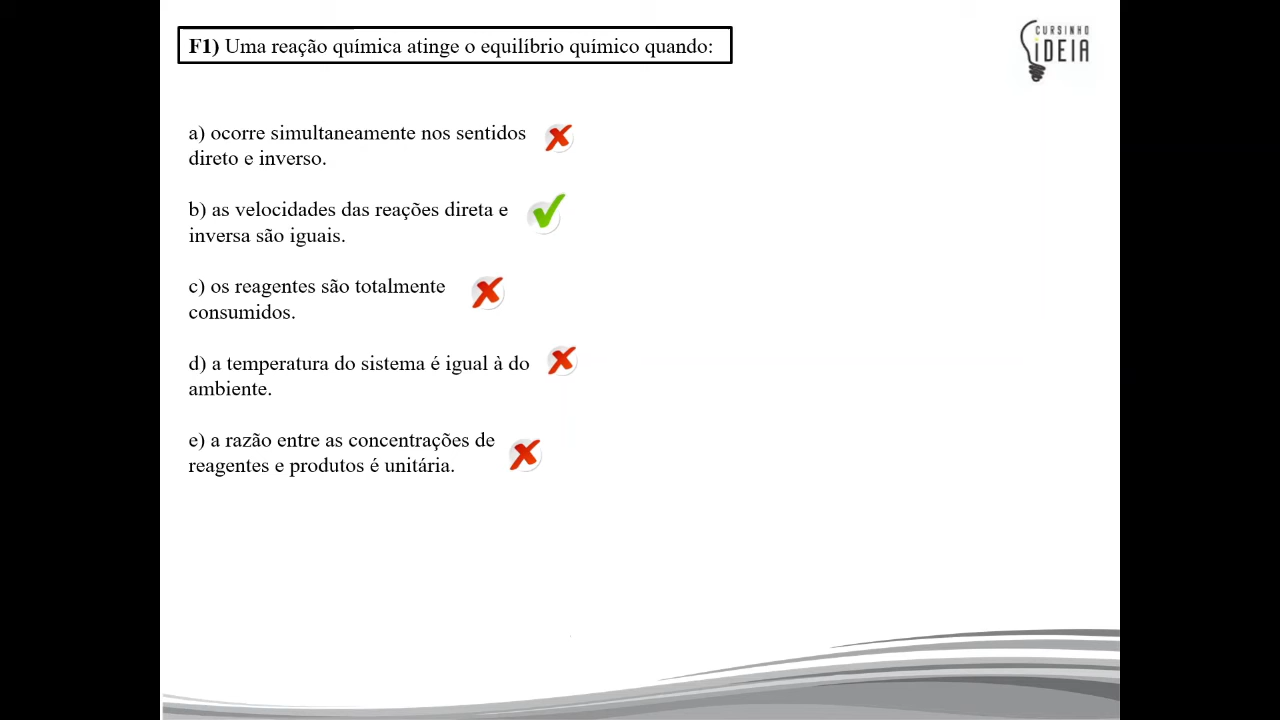 F1) Uma reação química atinge o equilíbrio químico quando:
CURSINHO
iDEIA
a) ocorre simultaneamente nos sentidos
direto e inverso.
b) as velocidades das reações direta e
inversa são iguais.
c) os reagentes são totalmente
consumidos.
d) a temperatura do sistema é igual à do
ambiente.
e) a razão entre as concentrações de
reagentes e produtos é unitária.